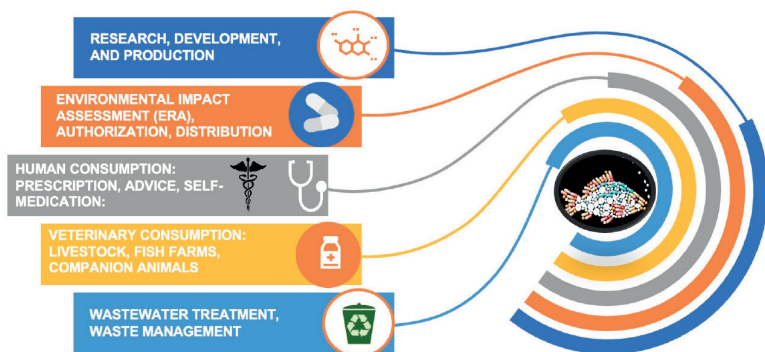 RESEARCH, DEVELOPMENT,
AND PRODUCTION
ENVIRONMENTAL IMPACT
ASSESSMENT (ERA),
AUTHORIZATION, DISTRIBUTION
HUMAN CONSUMPTION:
PRESCRIPTION, ADVICE, SELF-
MEDICATION:
VETERINARY CONSUMPTION:
LIVESTOCK, FISH FARMS,
COMPANION ANIMALS
WASTEWATER TREATMENT,
WASTE MANAGEMENT